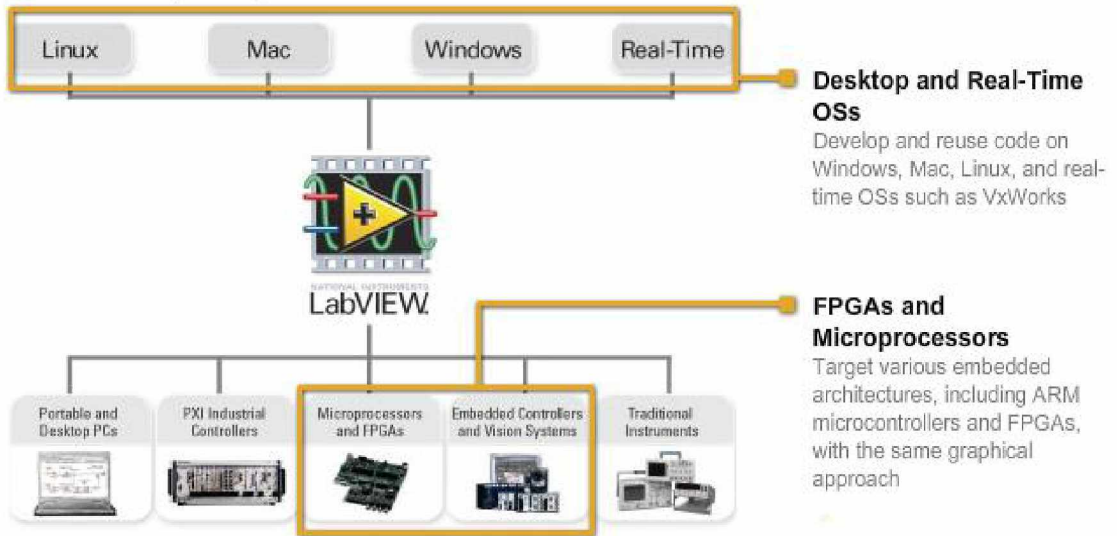 Linux
Mac
Windows
Real-Time
Desktop and Real-Time
OSs
Develop and reuse code on
Windows, Mac, Linux, and real-
time OSs such as VxWorks
NATIONAL INSTRUMENTS
LabVIEW.
FPGAs and
Microprocessors
Target various embedded
architectures, including ARM
microcontrollers and FPGAs,
with the same graphical
approach
Portable and
Desktop PCs
PXI Industrial
Controllers
Microprocessors
and FPGAs
Embedded Controllers
and Vision Systems
Traditional
Instruments